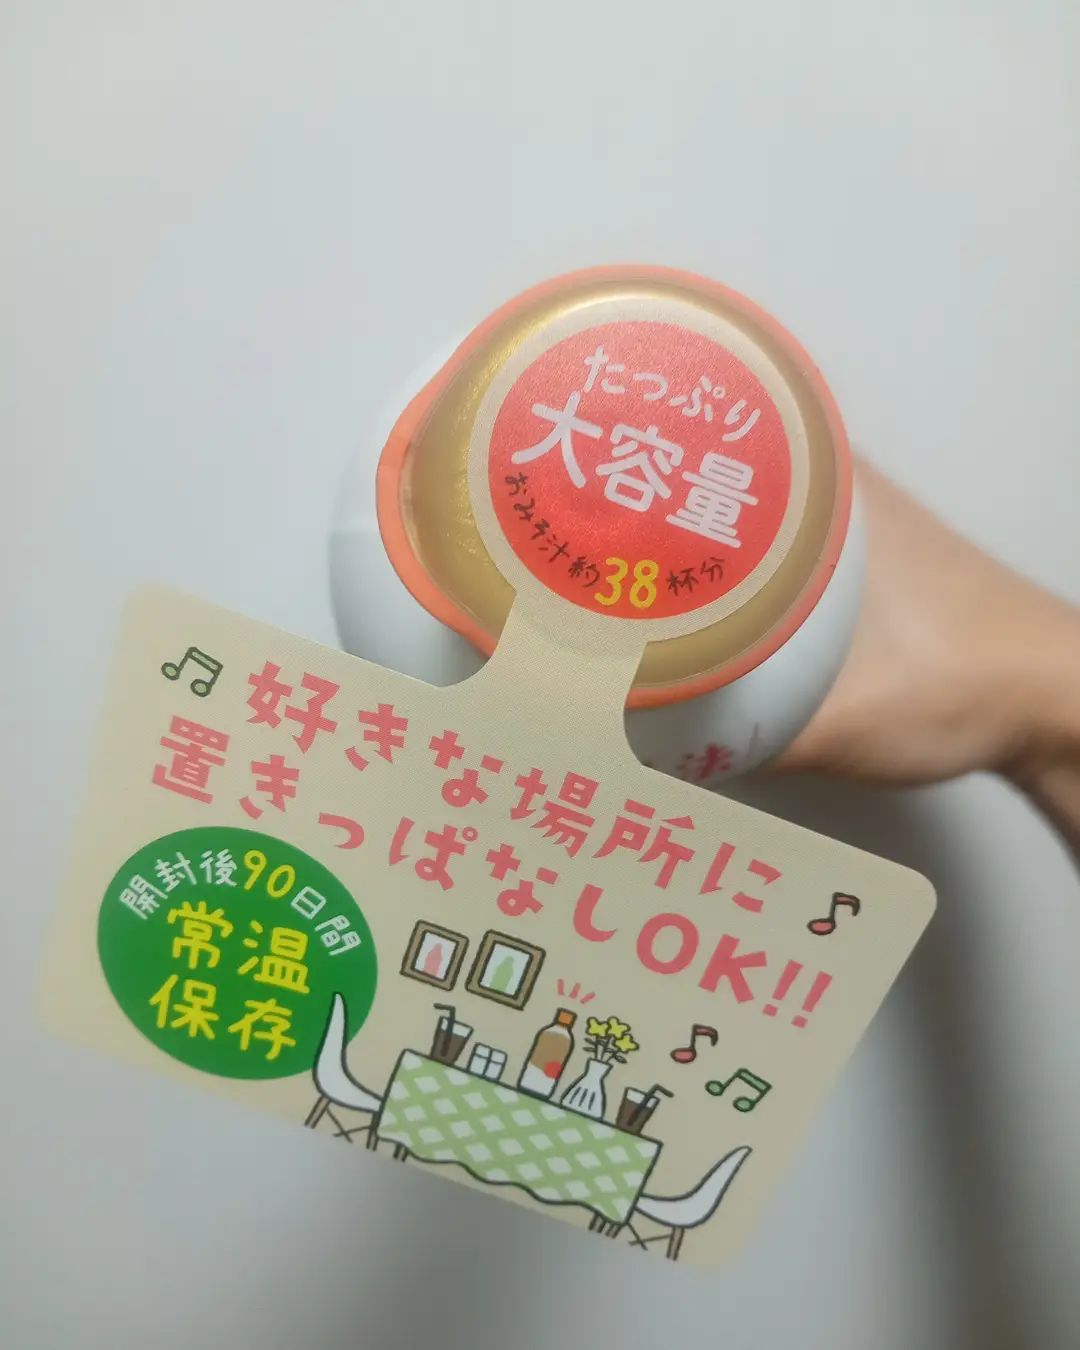 たっぷり
大容量
おみそ汁約38杯分
好きな場所に
置きっぱなしOK!!
開封後90日間
常温
保存
法